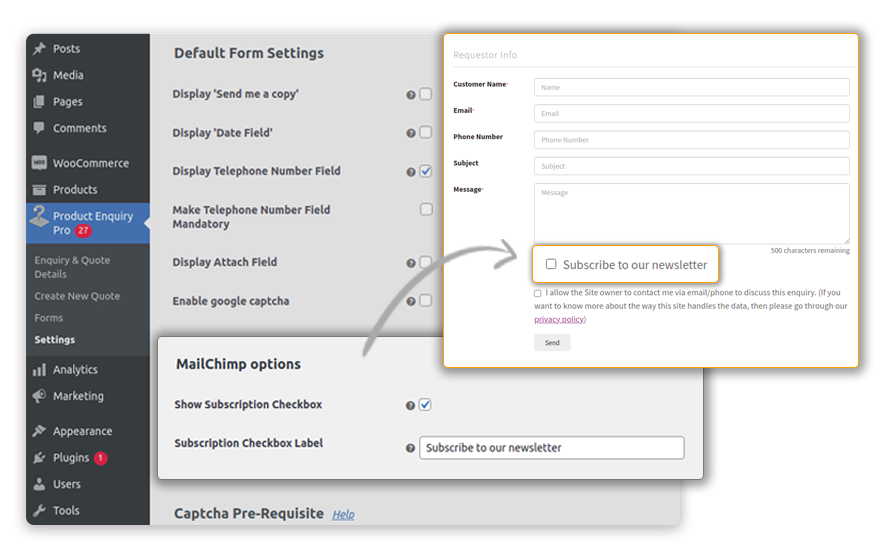 Posts
Media
Pages
Comments
WOO
WooCommerce
Products
Product Enquiry
Pro 27
Enquiry & Quote
Details
Create New Quote
Forms
Settings
Analytics
Marketing
Appearance
Plugins 1
Users
Tools
Default Form Settings
Display 'Send me a copy'
Display 'Date Field'
Display Telephone Number Field
Make Telephone Number Field
Mandatory
Display Attach Field
Enable google captcha
MailChimp options
Show Subscription Checkbox
Subscription Checkbox Label
Subscribe to our newsletter
Captcha Pre-Requisite Help
Requestor Info
Customer Name*
Name
Email*
Email
Phone Number
Phone Number
Subject
Subject
Message*
Message
500 characters remaining
Subscribe to our newsletter
I allow the Site owner to contact me via email/phone to discuss this enquiry. (If you
want to know more about the way this site handles the data, then please go through our
privacy policy)
Send